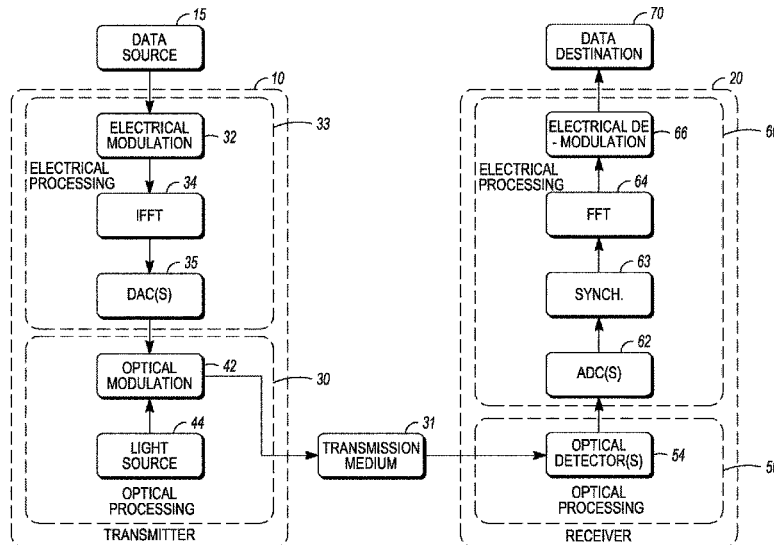 15
DATA
SOURCE
10
ELECTRICAL
MODULATION
32
33
ELECTRICAL
PROCESSING
34
IFFT
35
DAC(S)
OPTICAL
MODULATION
42
30
44
LIGHT
SOURCE
OPTICAL
PROCESSING
TRANSMITTER
31
TRANSMISSION
MEDIUM
70
DATA
DESTINATION
20
ELECTRICAL DE
- MODULATION
66
ELECTRICAL
PROCESSING
64
FFT
63
SYNCH.
62
ADC(S)
OPTICAL
DETECTOR(S)
54
OPTICAL
PROCESSING
RECEIVER